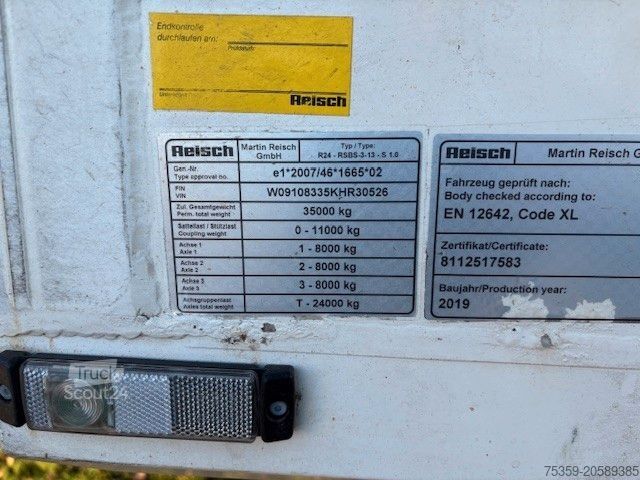 Endkontrolle
durchlaufen am:
Prüfdatum:
Reisch
Reisch
Martin Reisch
GmbH
Typ / Type:
R24 - RSBS-3-13 - S 1.0
Gen.-Nr.
Type approval no.
e1*2007/46*1665*02
FIN
VIN
W09108335KHR30526
Zul. Gesamtgewicht
Perm. total weight
35000 kg
Sattellast / Stützlast
Coupling weight
0 - 11000 kg
Achse 1
Axle 1
1 - 8000 kg
Achse 2
Axle 2
2 - 8000 kg
Achse 3
Axle 3
3 - 8000 kg
Achsgruppenlast
Axles total weight
T - 24000 kg
Reisch
Martin Reisch G
Fahrzeug geprüft nach:
Body checked according to:
EN 12642, Code XL
Zertifikat/Certificate:
8112517583
Baujahr/Production year:
2019
Truck
Scout24
75359-20589385